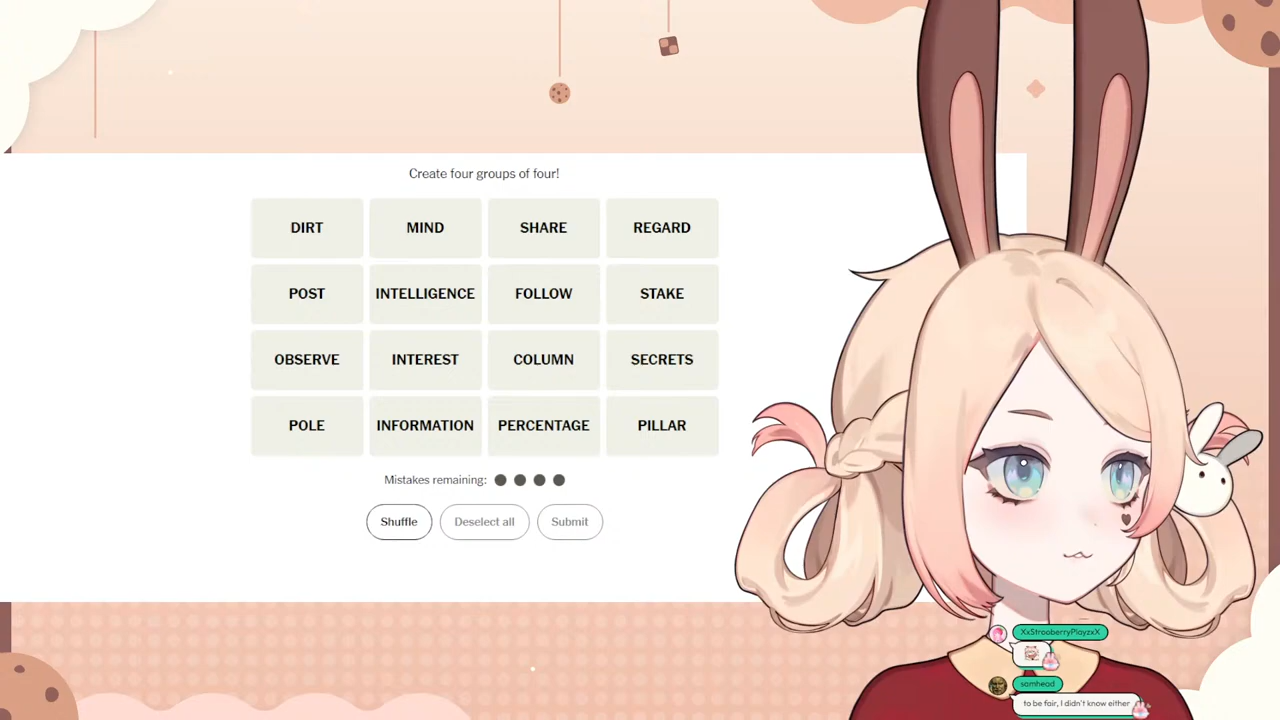 Create four groups of four!
DIRT MIND SHARE REGARD
POST INTELLIGENCE FOLLOW STAKE
OBSERVE INTEREST COLUMN SECRETS
POLE INFORMATION PERCENTAGE PILLAR
Mistakes remaining:
Shuffle Deselect all Submit
XxStrooberryPlayzxX
samhead
to be fair, I didn't know either